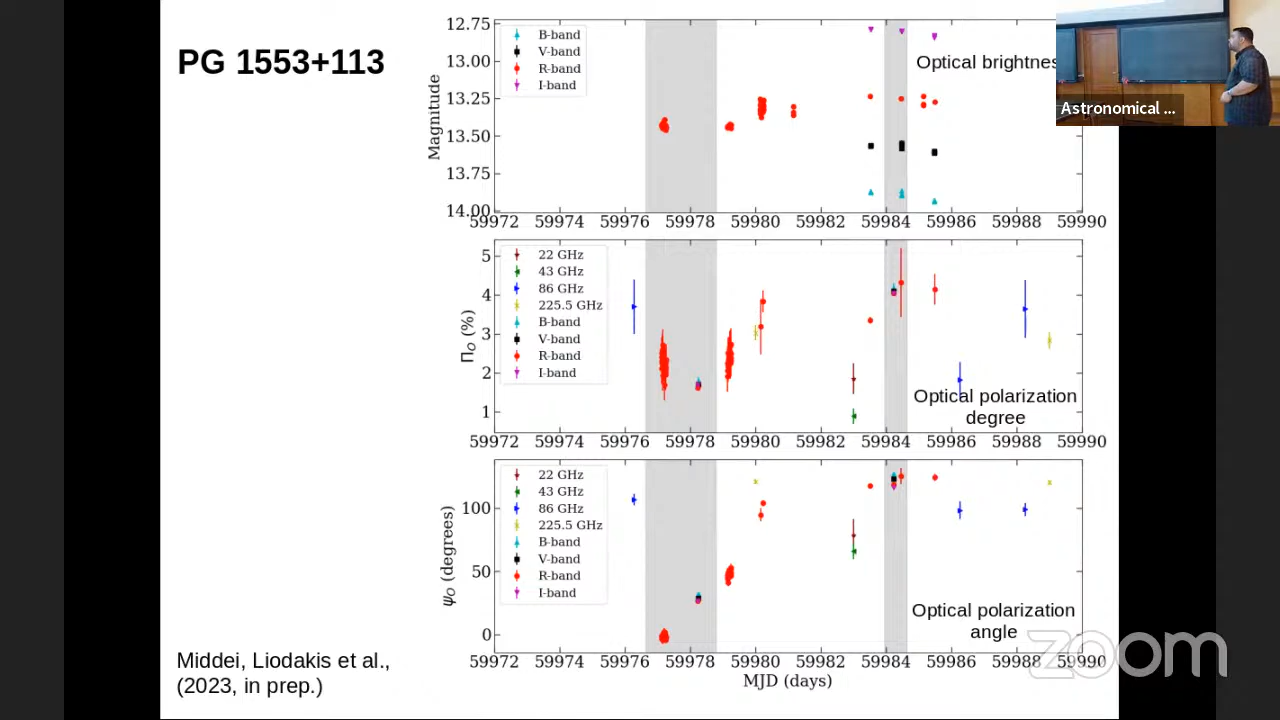 PG 1553+113
12.75
13.00
13.25
13.50
13.75
14.00
Magnitude
B-band
V-band
R-band
I-band
Optical brightnes
Astronomical ...
59972 59974 59976 59978 59980 59982 59984 59986 59988 59990
5
4
3
2
1
Π_O (%)
22 GHz
43 GHz
86 GHz
225.5 GHz
B-band
V-band
R-band
I-band
Optical polarization
degree
59972 59974 59976 59978 59980 59982 59984 59986 59988 59990
100
50
0
ψ_O (degrees)
22 GHz
43 GHz
86 GHz
225.5 GHz
B-band
V-band
R-band
I-band
Optical polarization
angle
59972 59974 59976 59978 59980 59982 59984 59986 59988 59990
MJD (days)
Middei, Liodakis et al.,
(2023, in prep.)
zoom